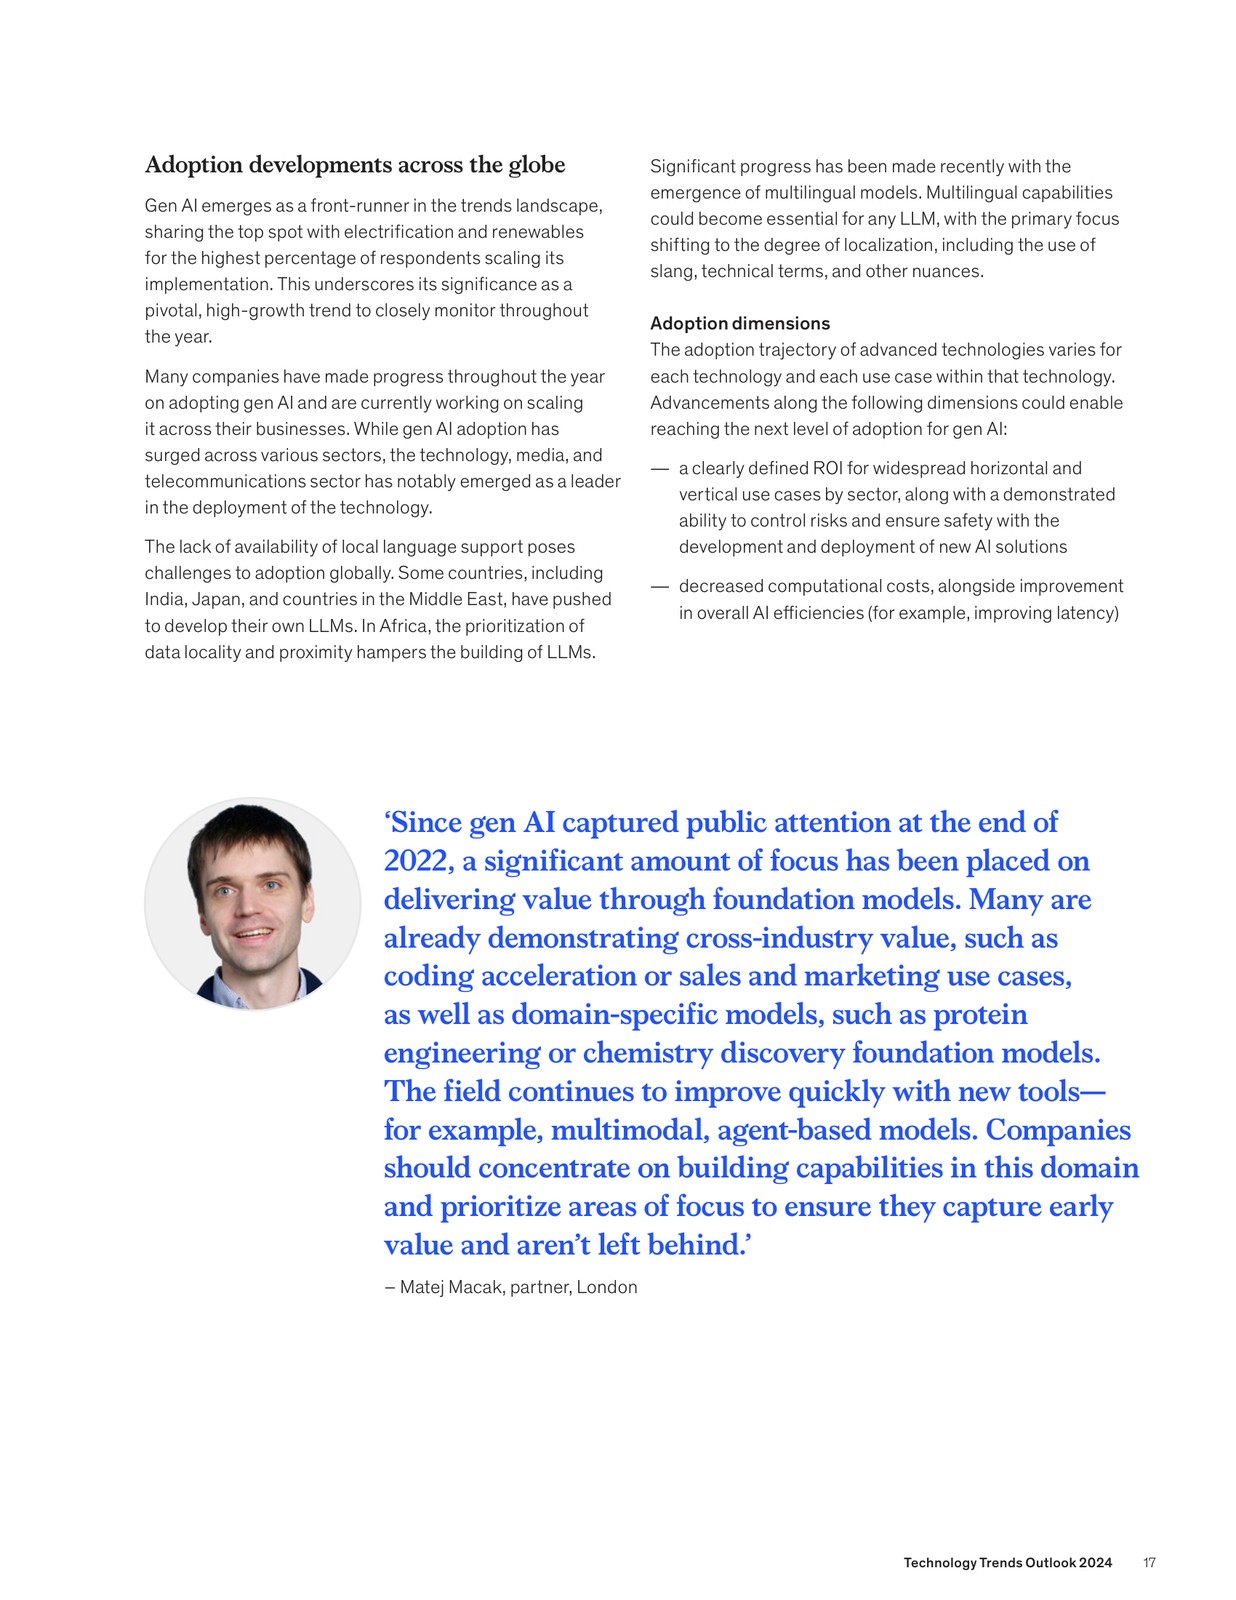 Adoption developments across the globe
Gen AI emerges as a front-runner in the trends landscape,
sharing the top spot with electrification and renewables
for the highest percentage of respondents scaling its
implementation. This underscores its significance as a
pivotal, high-growth trend to closely monitor throughout
the year.
Many companies have made progress throughout the year
on adopting gen AI and are currently working on scaling
it across their businesses. While gen AI adoption has
surged across various sectors, the technology, media, and
telecommunications sector has notably emerged as a leader
in the deployment of the technology.
The lack of availability of local language support poses
challenges to adoption globally. Some countries, including
India, Japan, and countries in the Middle East, have pushed
to develop their own LLMs. In Africa, the prioritization of
data locality and proximity hampers the building of LLMs.
Significant progress has been made recently with the
emergence of multilingual models. Multilingual capabilities
could become essential for any LLM, with the primary focus
shifting to the degree of localization, including the use of
slang, technical terms, and other nuances.
Adoption dimensions
The adoption trajectory of advanced technologies varies for
each technology and each use case within that technology.
Advancements along the following dimensions could enable
reaching the next level of adoption for gen AI:
— a clearly defined ROI for widespread horizontal and
vertical use cases by sector, along with a demonstrated
ability to control risks and ensure safety with the
development and deployment of new AI solutions
— decreased computational costs, alongside improvement
in overall AI efficiencies (for example, improving latency)
‘Since gen AI captured public attention at the end of
2022, a significant amount of focus has been placed on
delivering value through foundation models. Many are
already demonstrating cross-industry value, such as
coding acceleration or sales and marketing use cases,
as well as domain-specific models, such as protein
engineering or chemistry discovery foundation models.
The field continues to improve quickly with new tools—
for example, multimodal, agent-based models. Companies
should concentrate on building capabilities in this domain
and prioritize areas of focus to ensure they capture early
value and aren’t left behind.’
– Matej Macak, partner, London
Technology Trends Outlook 2024 17